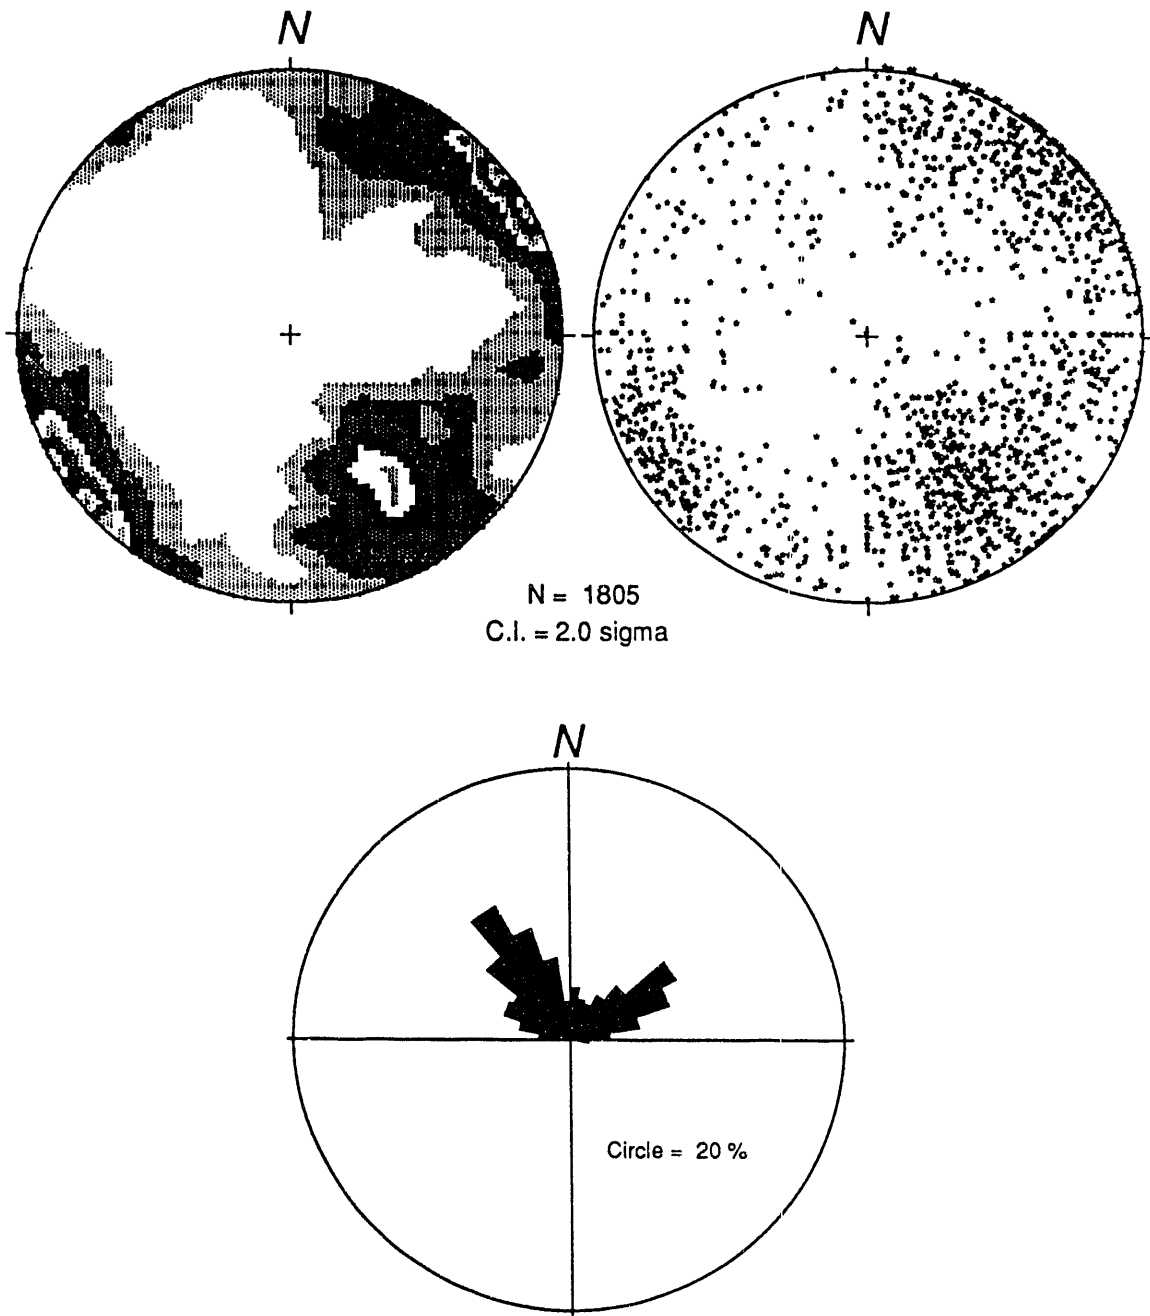 N
N
N = 1805
C.I. = 2.0 sigma
N
Circle = 20 %